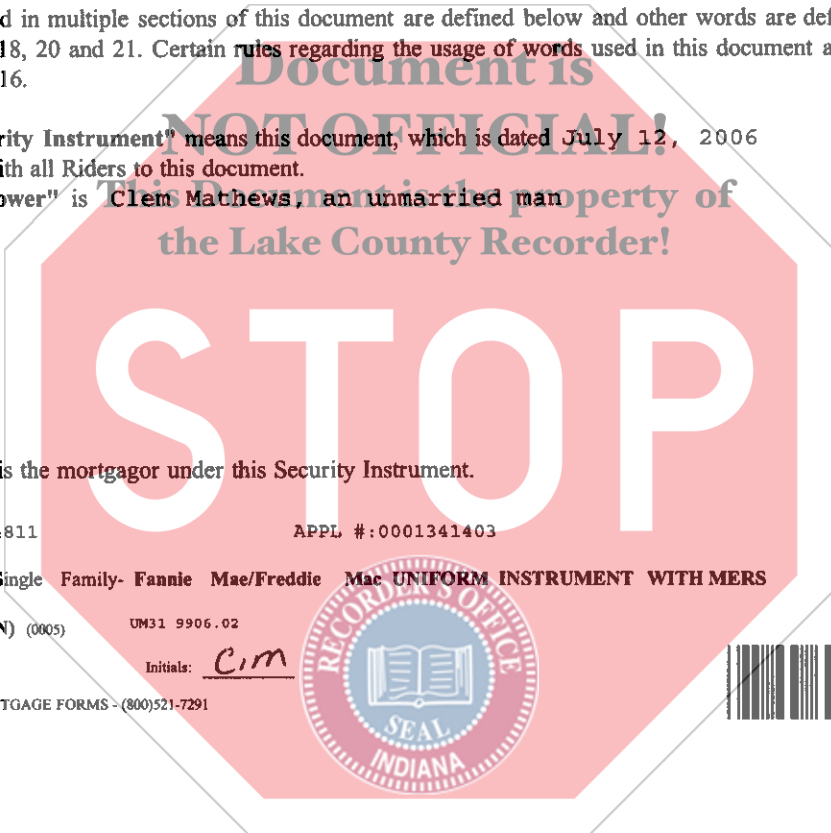 d in multiple sections of this document are defined below and other words are def
18, 20 and 21. Certain rules regarding the usage of words used in this document a
16.
Document is
NOT OFFICIAL!
rity Instrument" means this document, which is dated July 12, 2006
ith all Riders to this document.
ower" is Clem Mathews, an unmarried man
This Document is the property of
the Lake County Recorder!
STOP
is the mortgagor under this Security Instrument.
811 APPL #:0001341403
Single Family- Fannie Mae/Freddie Mac UNIFORM INSTRUMENT WITH MERS
N) (0005) UM31 9906.02
Initials: C.M
TGAGE FORMS - (800)521-7291
RECORDER'S OFFICE
SEAL
INDIANA